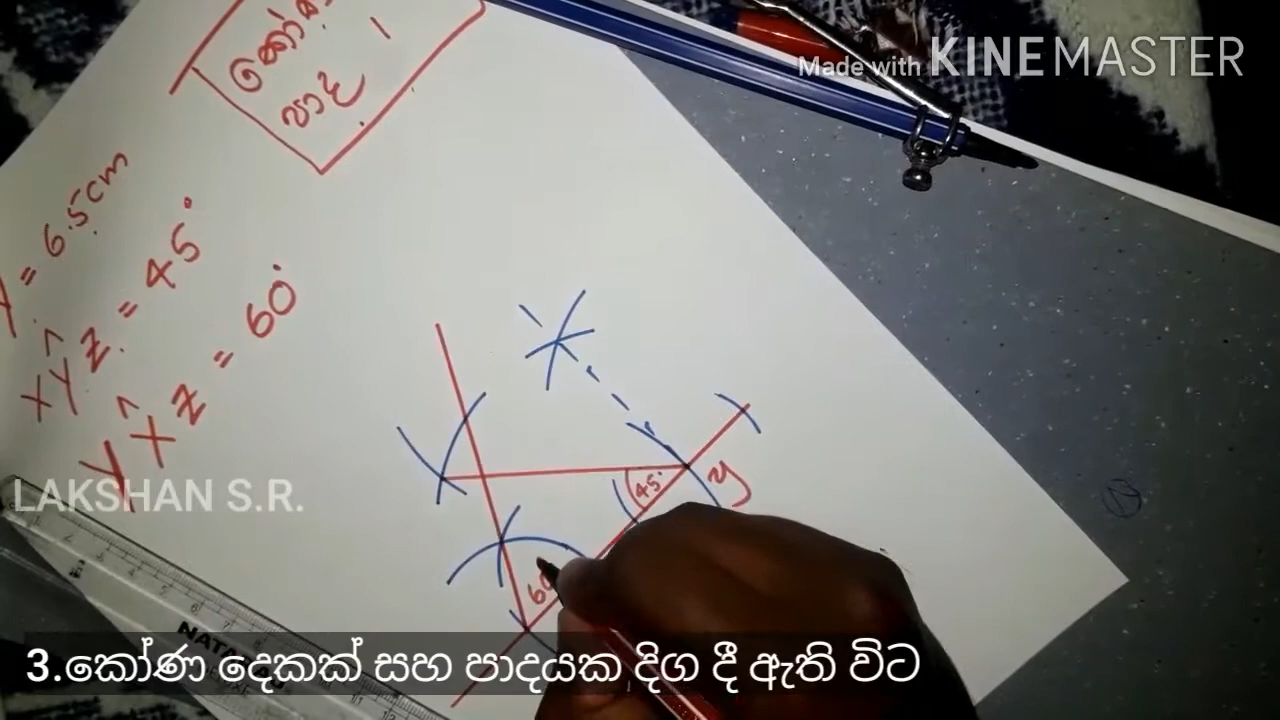 Made with KINEMASTER
පාද
1
= 6.5cm
XŶZ = 45°
YX̂Z = 60°
45°
y
60
LAKSHAN S.R.
3.කෝණ දෙකක් සහ පාදයක දිග දී ඇති විට